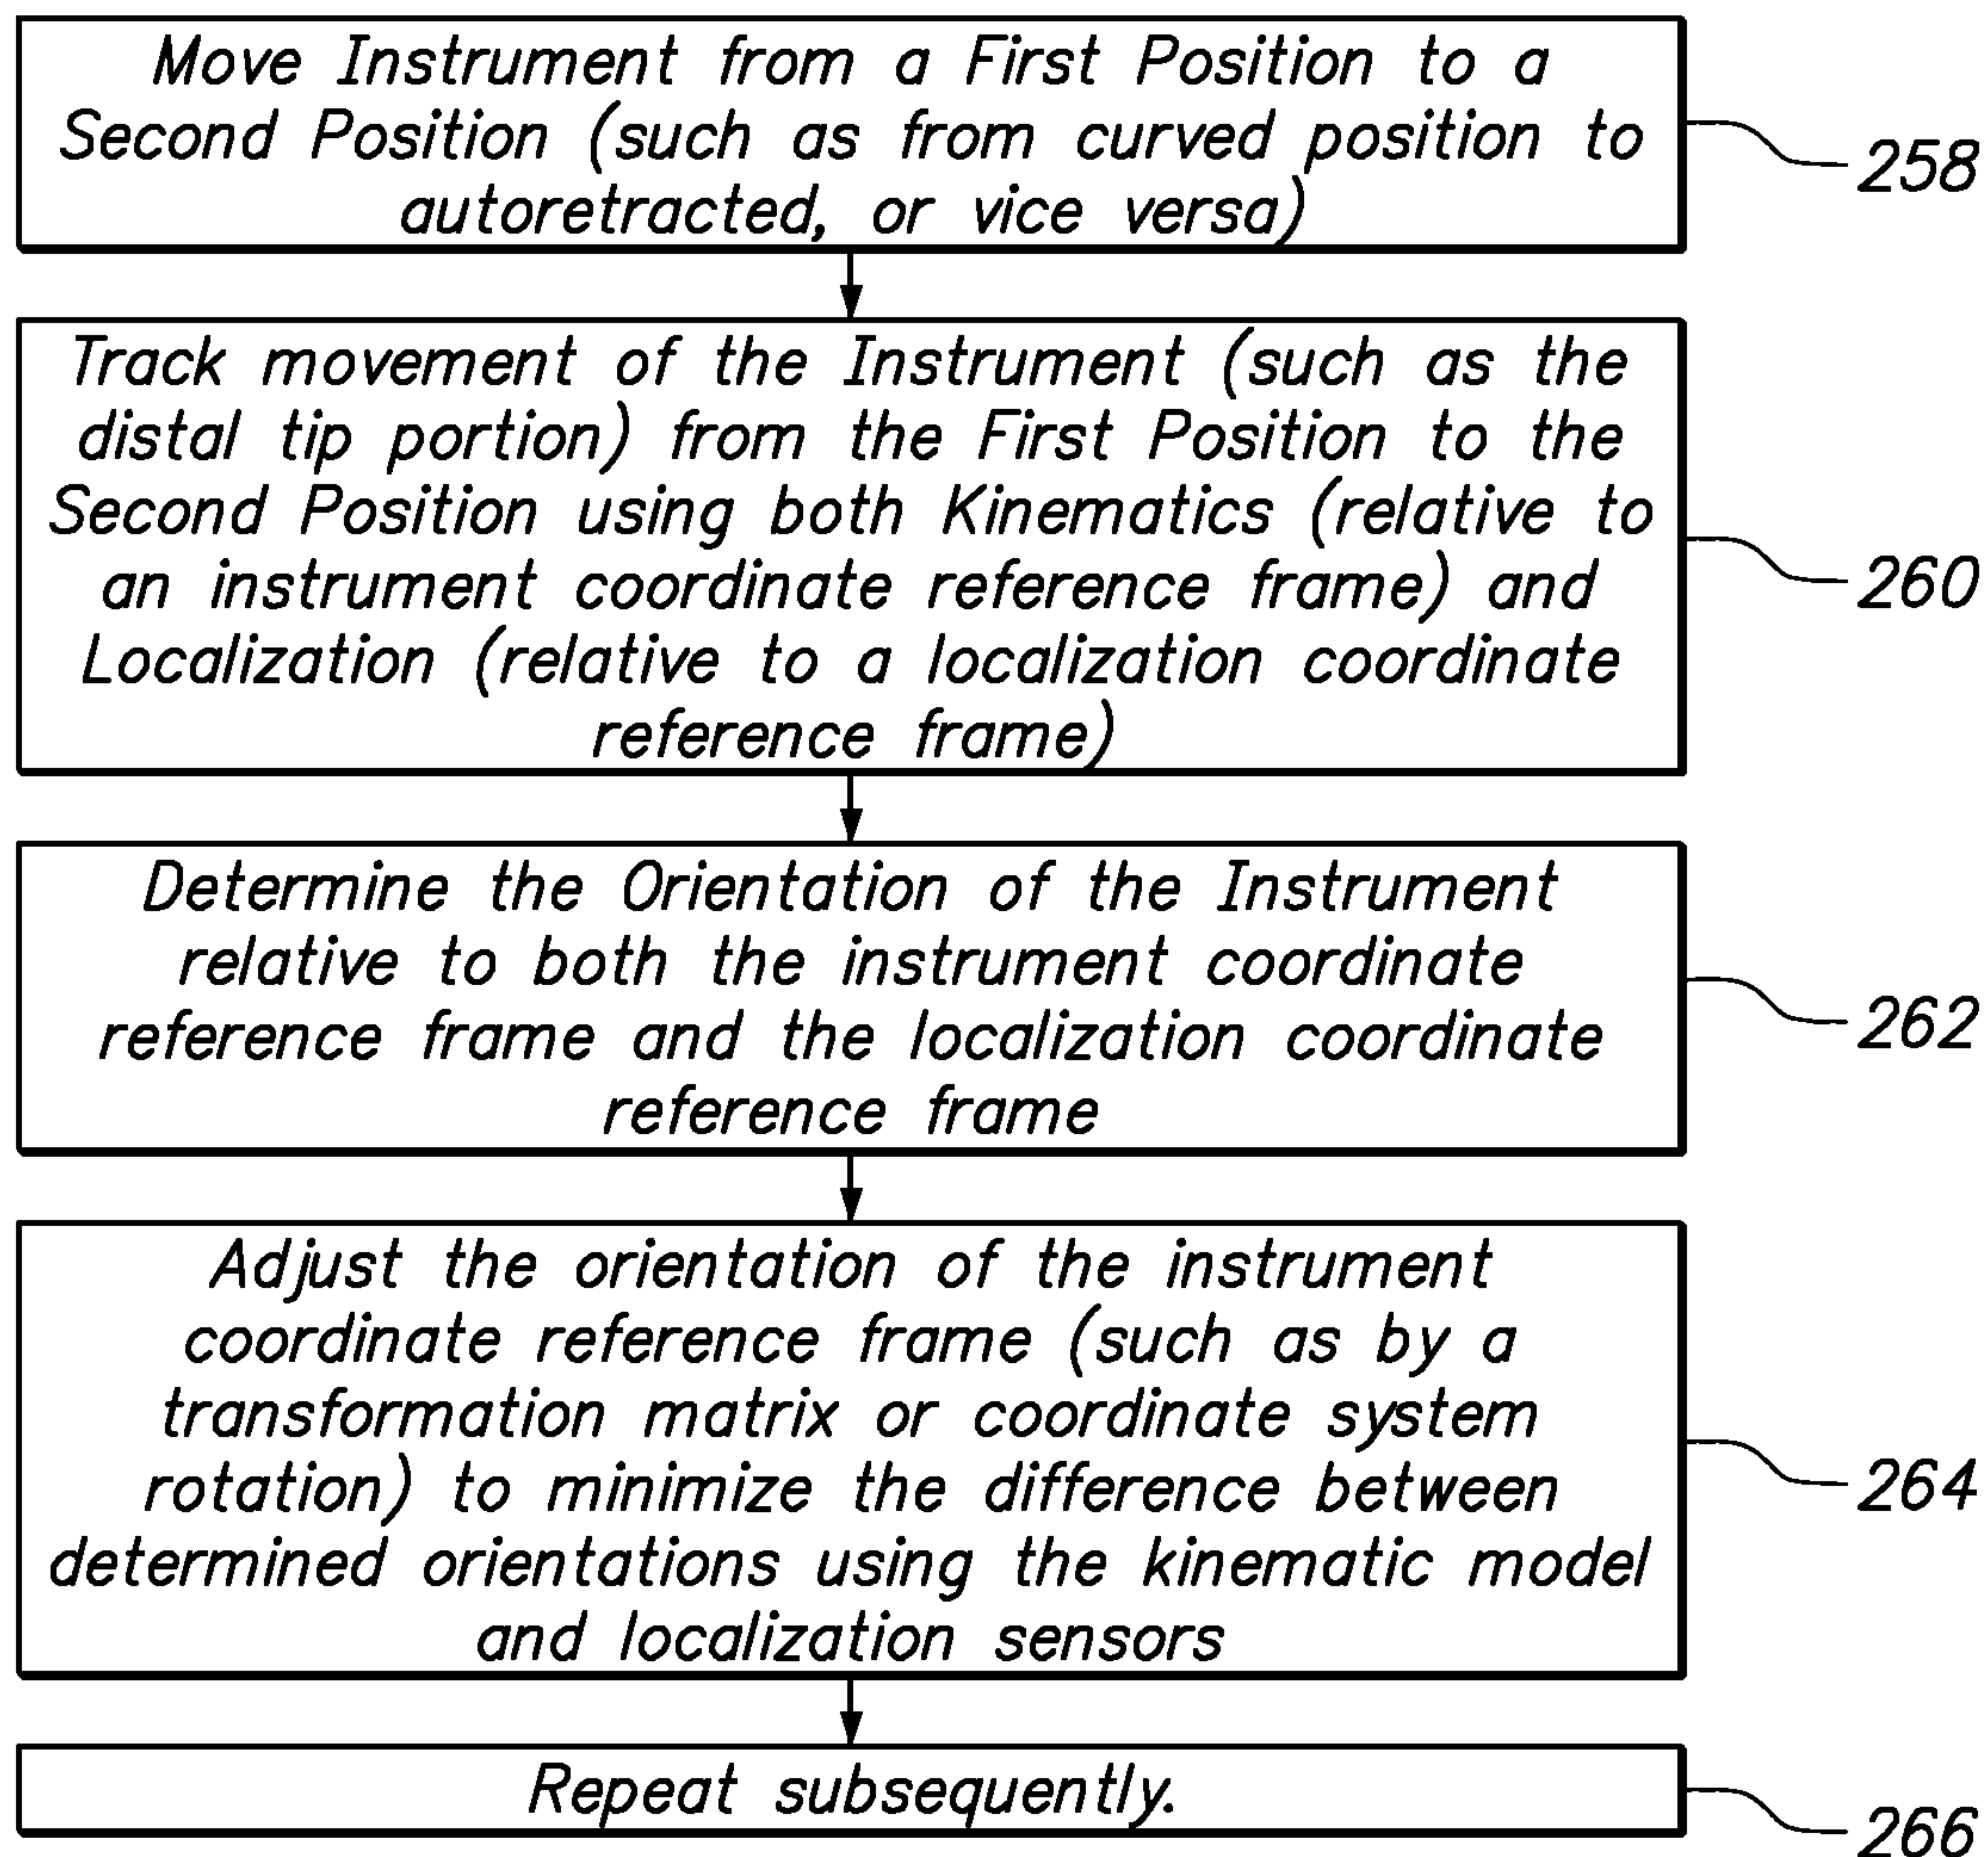 Move Instrument from a First Position to a
Second Position (such as from curved position to
autoretracted, or vice versa)
258
Track movement of the Instrument (such as the
distal tip portion) from the First Position to the
Second Position using both Kinematics (relative to
an instrument coordinate reference frame) and
Localization (relative to a localization coordinate
reference frame)
260
Determine the Orientation of the Instrument
relative to both the instrument coordinate
reference frame and the localization coordinate
reference frame
262
Adjust the orientation of the instrument
coordinate reference frame (such as by a
transformation matrix or coordinate system
rotation) to minimize the difference between
determined orientations using the kinematic model
and localization sensors
264
Repeat subsequently.
266